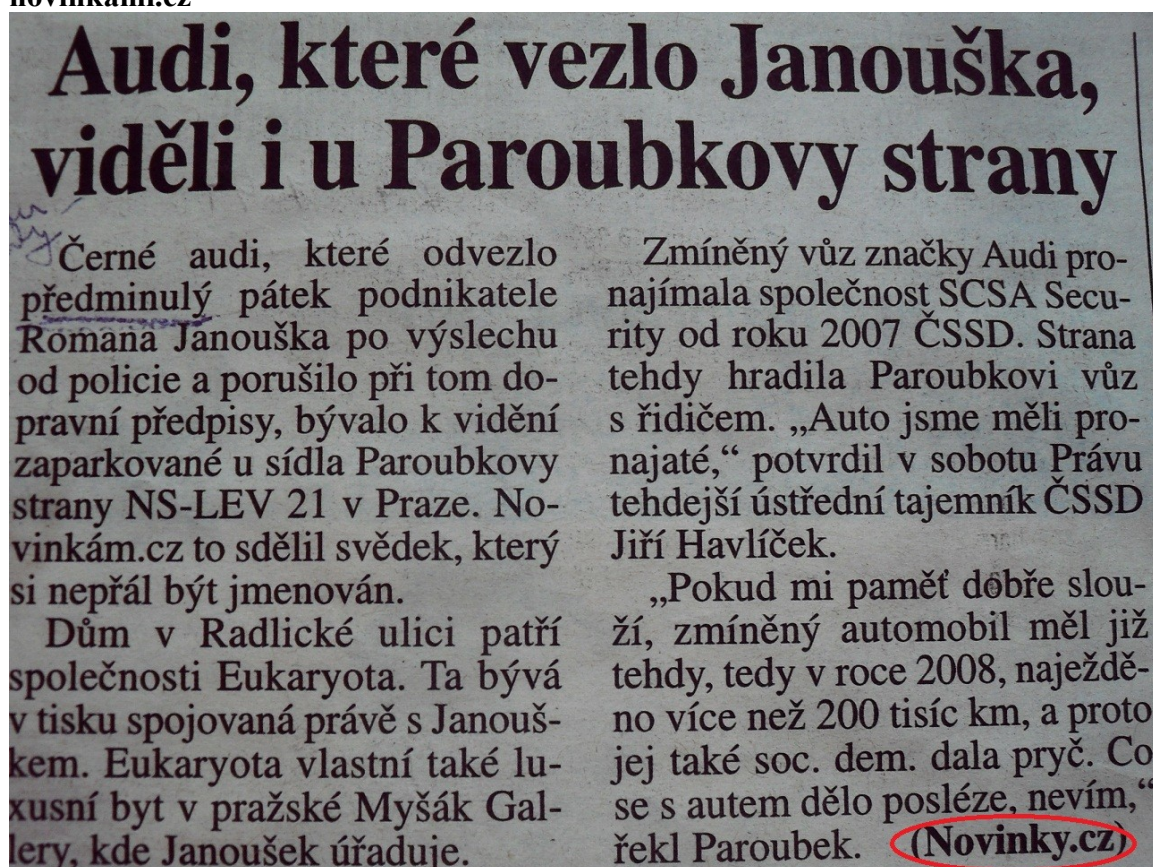 novinkami.cz
Audi, které vezlo Janouška,
viděli i u Paroubkovy strany
Černé audi, které odvezlo
předminulý pátek podnikatele
Romana Janouška po výslechu
od policie a porušilo při tom do-
pravní předpisy, bývalo k vidění
zaparkované u sídla Paroubkovy
strany NS-LEV 21 v Praze. No-
vinkám.cz to sdělil svědek, který
si nepřál být jmenován.
Dům v Radlické ulici patří
společnosti Eukaryota. Ta bývá
v tisku spojovaná právě s Janouš-
kem. Eukaryota vlastní také lu-
xusní byt v pražské Myšák Gal-
lery, kde Janoušek úřaduje.
Zmíněný vůz značky Audi pro-
najímala společnost SCSA Secu-
rity od roku 2007 ČSSD. Strana
tehdy hradila Paroubkovi vůz
s řidičem. „Auto jsme měli pro-
najaté,“ potvrdil v sobotu Právu
tehdejší ústřední tajemník ČSSD
Jiří Havlíček.
„Pokud mi paměť dobře slou-
ží, zmíněný automobil měl již
tehdy, tedy v roce 2008, naježdě-
no více než 200 tisíc km, a proto
jej také soc. dem. dala pryč. Co
se s autem dělo posléze, nevím,“
řekl Paroubek. (Novinky.cz)